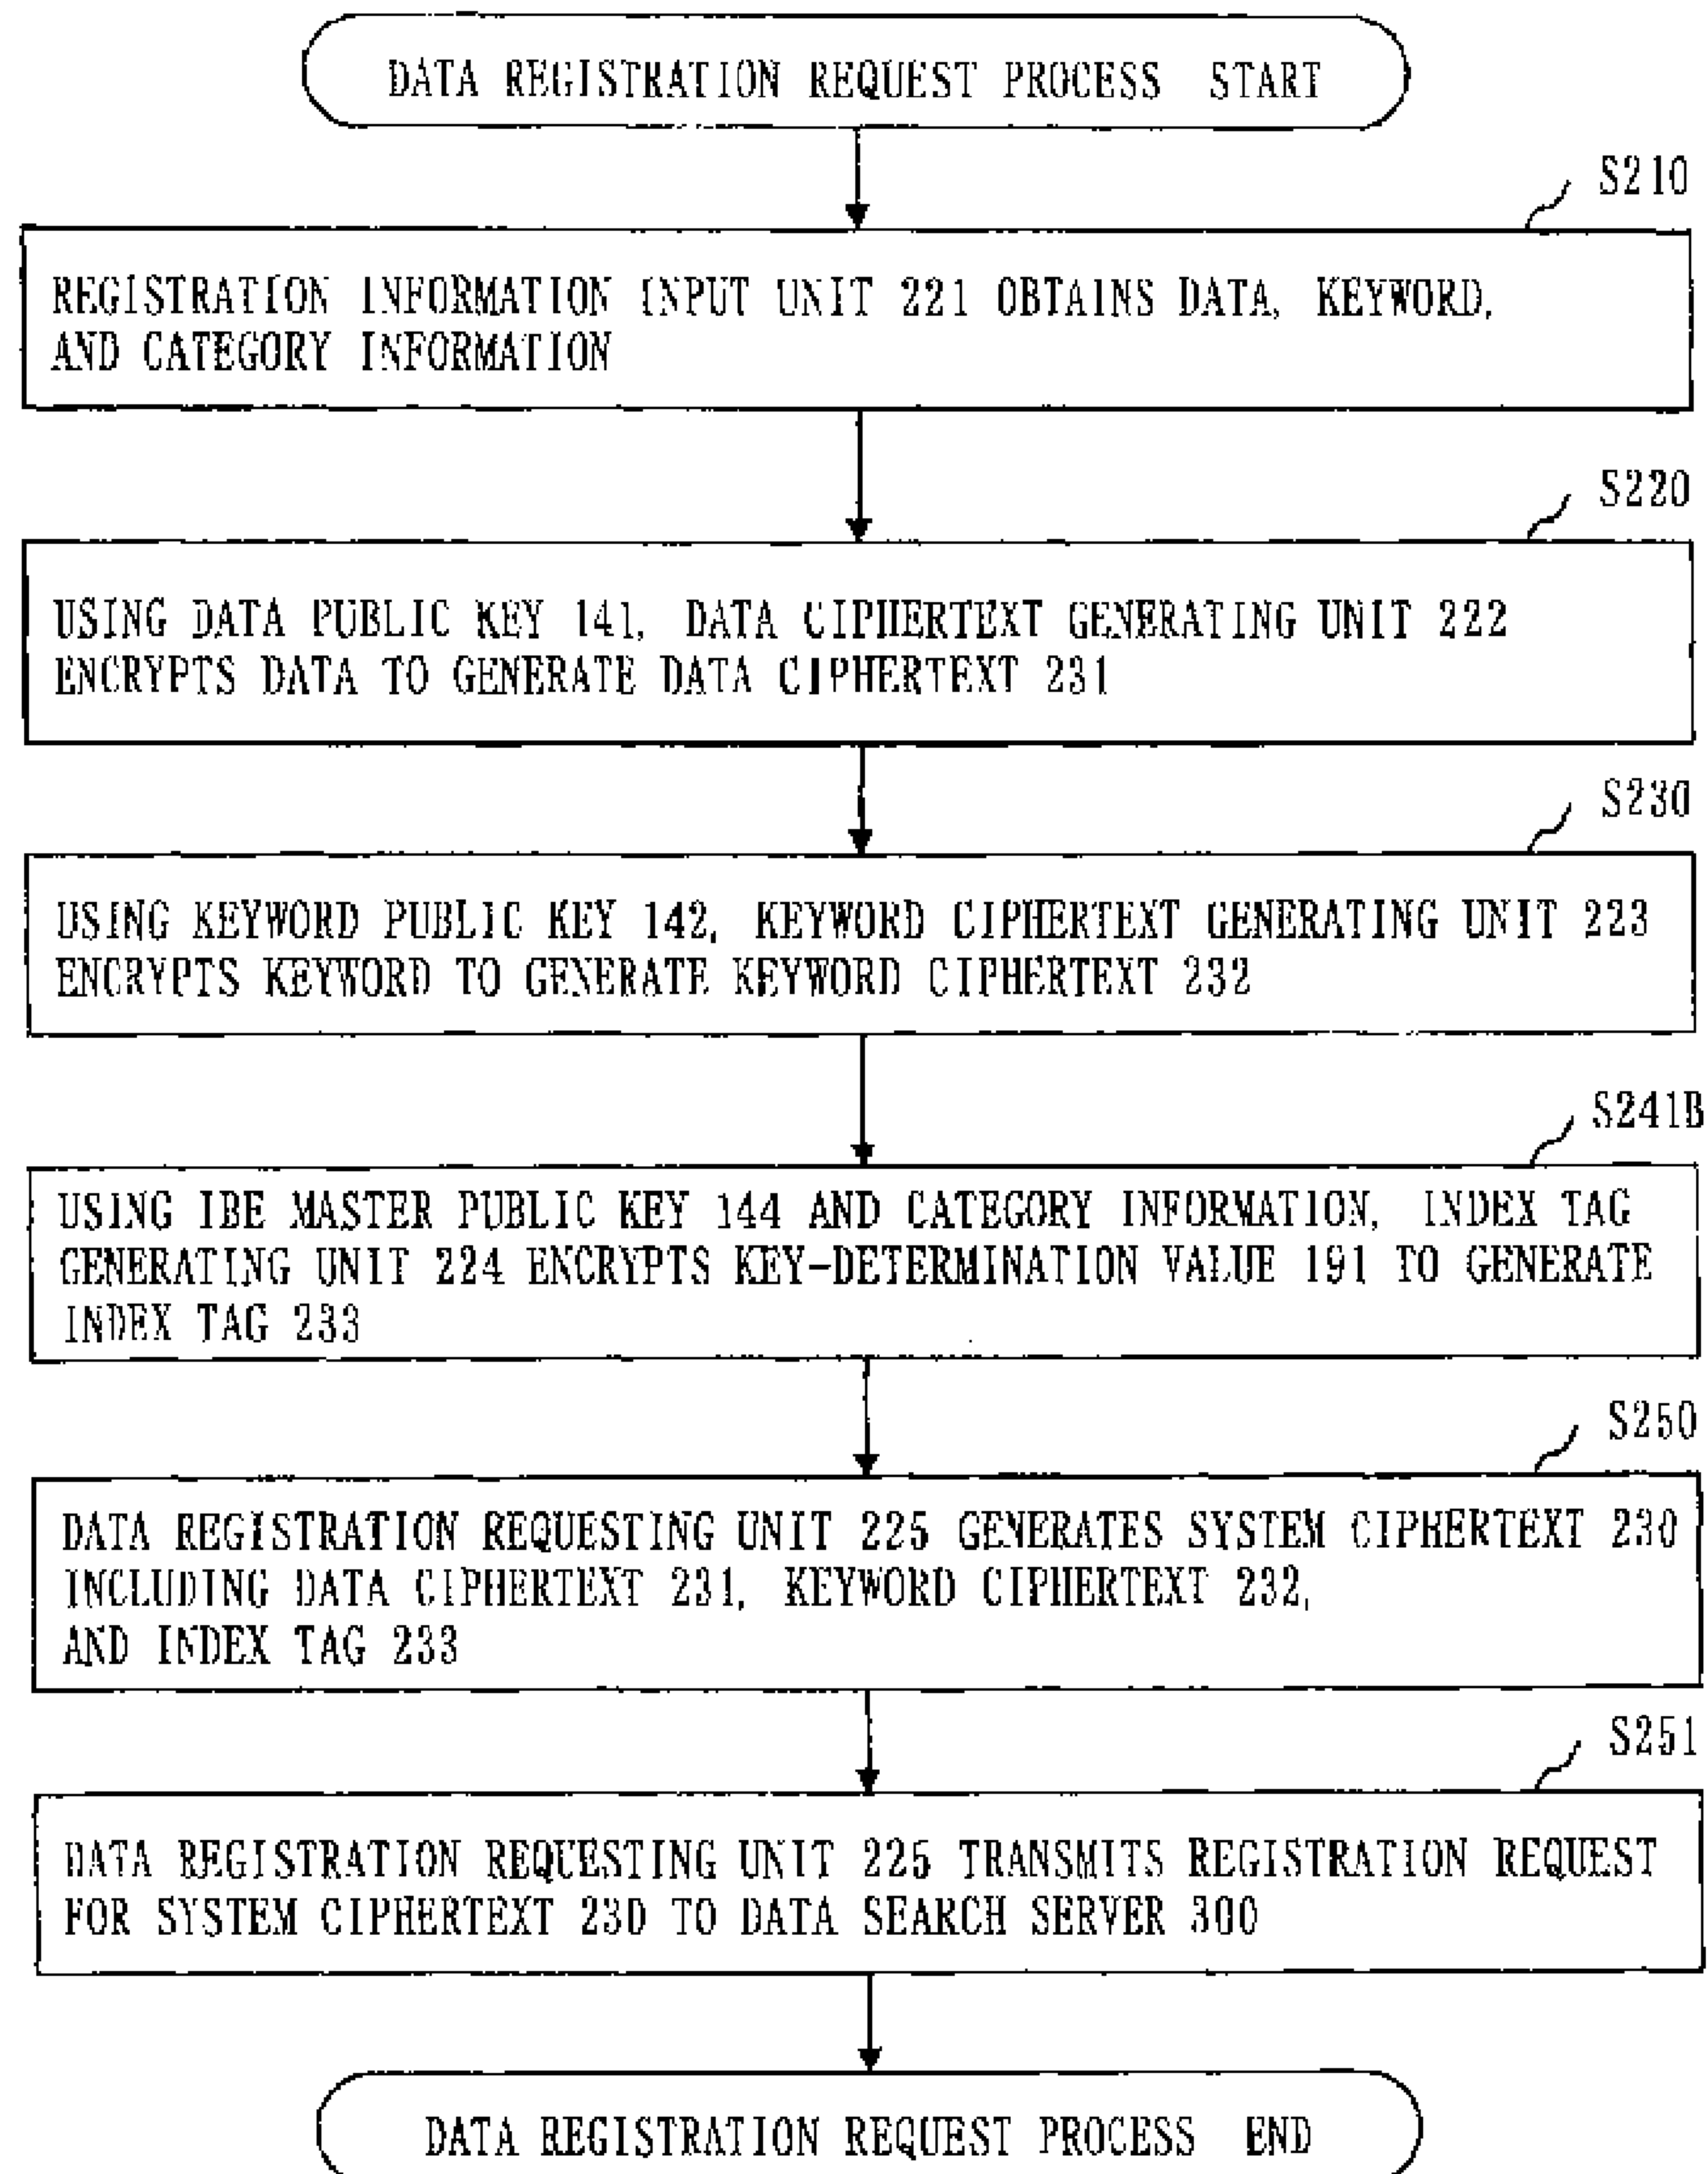 DATA REGISTRATION REQUEST PROCESS START
S210
REGISTRATION INFORMATION INPUT UNIT 221 OBTAINS DATA, KEYWORD,
AND CATEGORY INFORMATION
S220
USING DATA PUBLIC KEY 141, DATA CIPHERTEXT GENERATING UNIT 222
ENCRYPTS DATA TO GENERATE DATA CIPHERTEXT 231
S230
USING KEYWORD PUBLIC KEY 142, KEYWORD CIPHERTEXT GENERATING UNIT 223
ENCRYPTS KEYWORD TO GENERATE KEYWORD CIPHERTEXT 232
S241B
USING IBE MASTER PUBLIC KEY 144 AND CATEGORY INFORMATION, INDEX TAG
GENERATING UNIT 224 ENCRYPTS KEY-DETERMINATION VALUE 191 TO GENERATE
INDEX TAG 233
S250
DATA REGISTRATION REQUESTING UNIT 225 GENERATES SYSTEM CIPHERTEXT 230
INCLUDING DATA CIPHERTEXT 231, KEYWORD CIPHERTEXT 232,
AND INDEX TAG 233
S251
DATA REGISTRATION REQUESTING UNIT 225 TRANSMITS REGISTRATION REQUEST
FOR SYSTEM CIPHERTEXT 230 TO DATA SEARCH SERVER 300
DATA REGISTRATION REQUEST PROCESS END